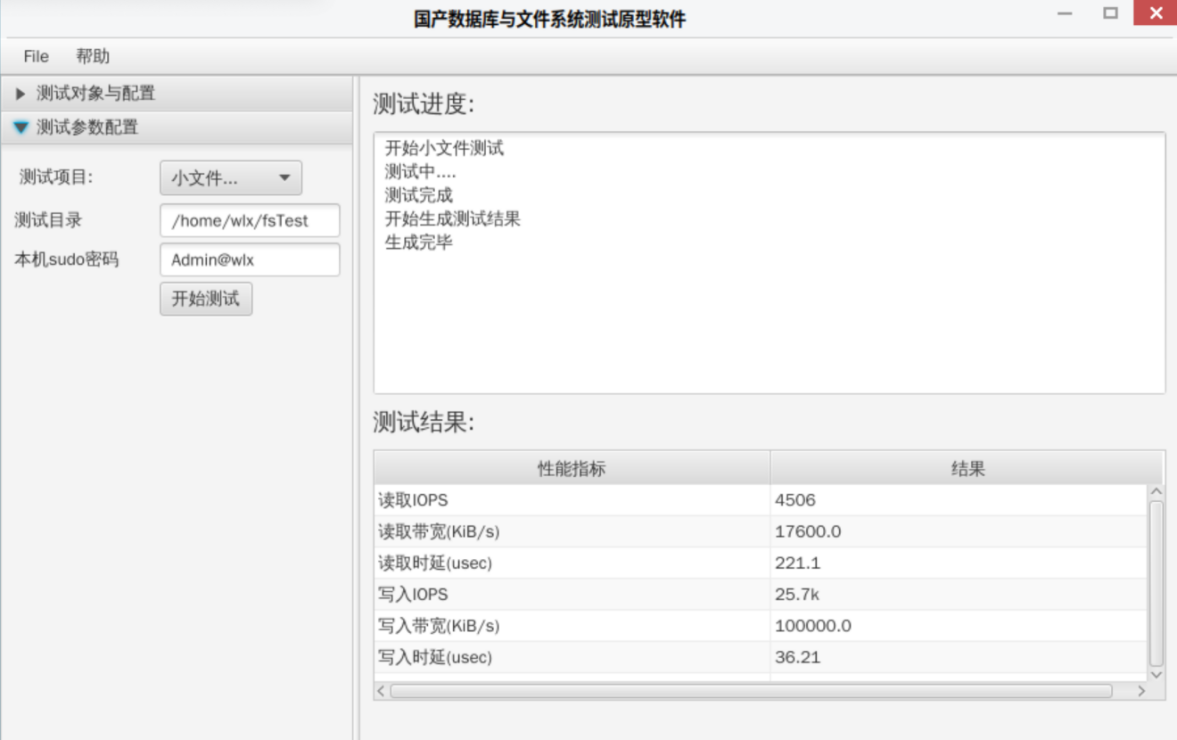 国产数据库与文件系统测试原型软件
File 帮助
测试对象与配置
测试参数配置
测试项目: 小文件...
测试目录 /home/wlx/fsTest
本机sudo密码 Admin@wlx
开始测试
测试进度:
开始小文件测试
测试中....
测试完成
开始生成测试结果
生成完毕
测试结果:
性能指标 结果
读取IOPS 4506
读取带宽(KiB/s) 17600.0
读取时延(usec) 221.1
写入IOPS 25.7k
写入带宽(KiB/s) 100000.0
写入时延(usec) 36.21